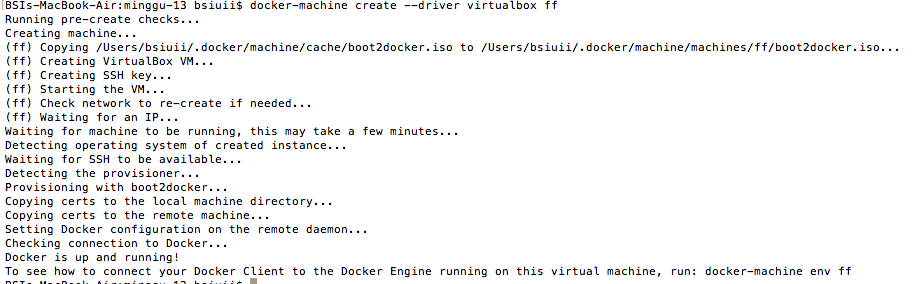 BSIs-MacBook-Air:minggu-13 bsiuii$ docker-machine create --driver virtualbox ff
Running pre-create checks...
Creating machine...
(ff) Copying /Users/bsiuii/.docker/machine/cache/boot2docker.iso to /Users/bsiuii/.docker/machine/machines/ff/boot2docker.iso...
(ff) Creating VirtualBox VM...
(ff) Creating SSH key...
(ff) Starting the VM...
(ff) Check network to re-create if needed...
(ff) Waiting for an IP...
Waiting for machine to be running, this may take a few minutes...
Detecting operating system of created instance...
Waiting for SSH to be available...
Detecting the provisioner...
Provisioning with boot2docker...
Copying certs to the local machine directory...
Copying certs to the remote machine...
Setting Docker configuration on the remote daemon...
Checking connection to Docker...
Docker is up and running!
To see how to connect your Docker Client to the Docker Engine running on this virtual machine, run: docker-machine env ff
BSIs-MacBook-Air:minggu-13 bsiuii$